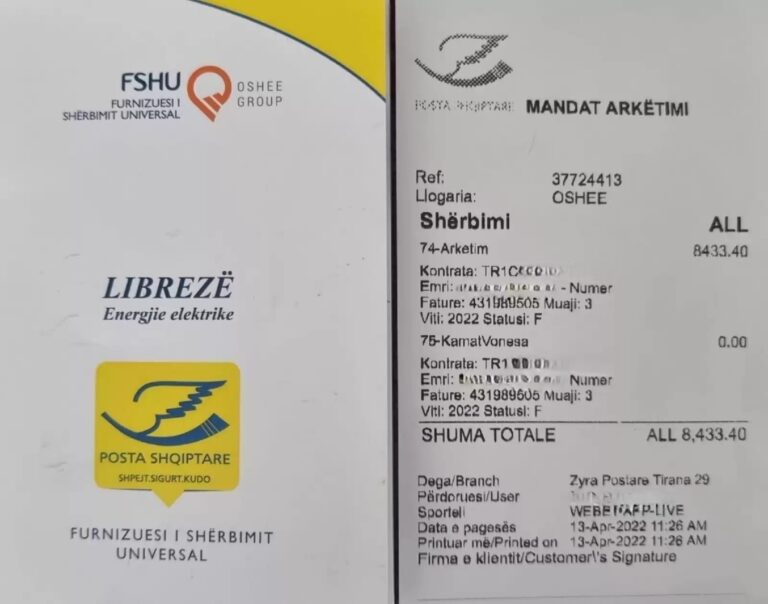 FSHU
FURNIZUESI I
SHËRBIMIT UNIVERSAL
OSHEE
GROUP
LIBREZË
Energjie elektrike
POSTA SHQIPTARE
SHPEJT.SIGURT.KUDO
FURNIZUESI I SHËRBIMIT
UNIVERSAL
POSTA SHQIPTARE MANDAT ARKËTIMI
Ref: 37724413
Llogaria: OSHEE
Shërbimi ALL
74-Arketim 8433.40
Kontrata:
Emri: - Numer
Fature: 431989505 Muaji: 3
Viti: 2022 Statusi: F
75-KamatVonesa 0.00
Kontrata:
Emri: Numer
Fature: 431989505 Muaji: 3
Viti: 2022 Statusi: F
SHUMA TOTALE ALL 8,433.40
Dega/Branch Zyra Postare Tirana 29
Përdoruesi/User
Sporteli
Data e pagesës 13-Apr-2022 11:26 AM
Printuar më/Printed on 13-Apr-2022 11:26 AM
Firma e klientit/Customer\'s Signature